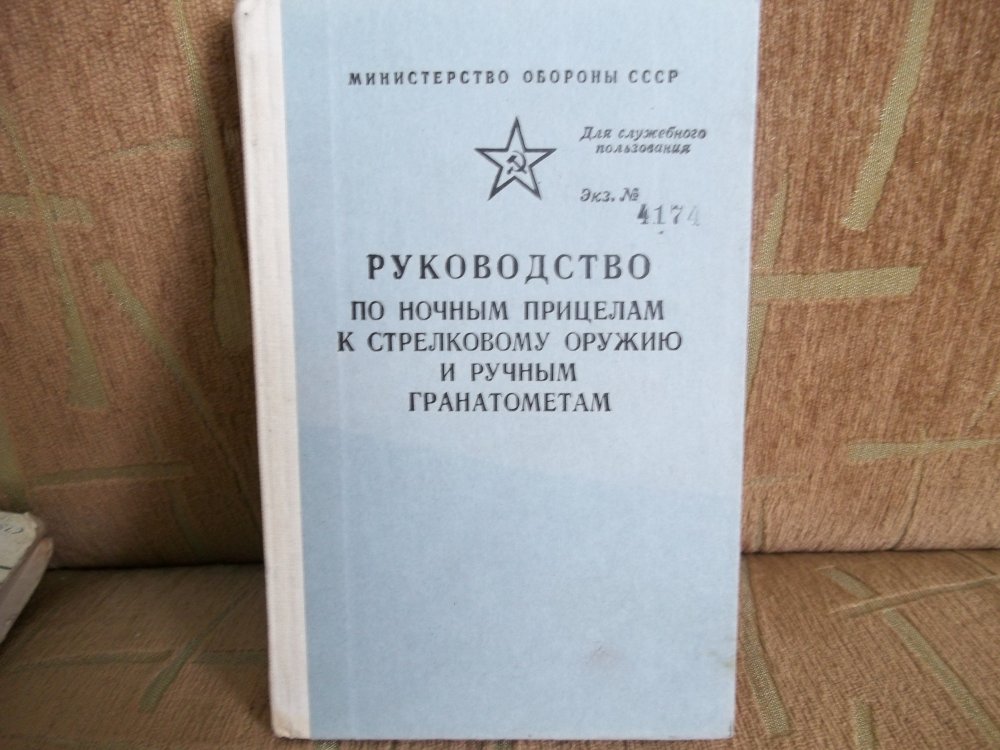 МИНИСТЕРСТВО ОБОРОНЫ СССР
Для служебного
пользования
Экз. №
4174
РУКОВОДСТВО
ПО НОЧНЫМ ПРИЦЕЛАМ
К СТРЕЛКОВОМУ ОРУЖИЮ
И РУЧНЫМ
ГРАНАТОМЕТАМ